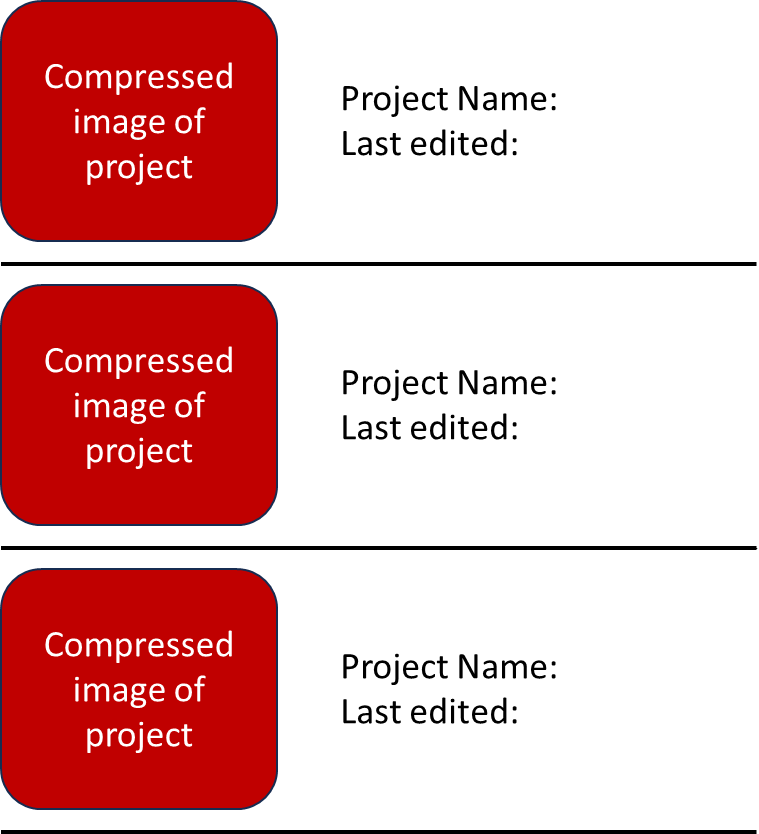 Compressed
image of
project
Project Name:
Last edited:
Compressed
image of
project
Project Name:
Last edited:
Compressed
image of
project
Project Name:
Last edited: